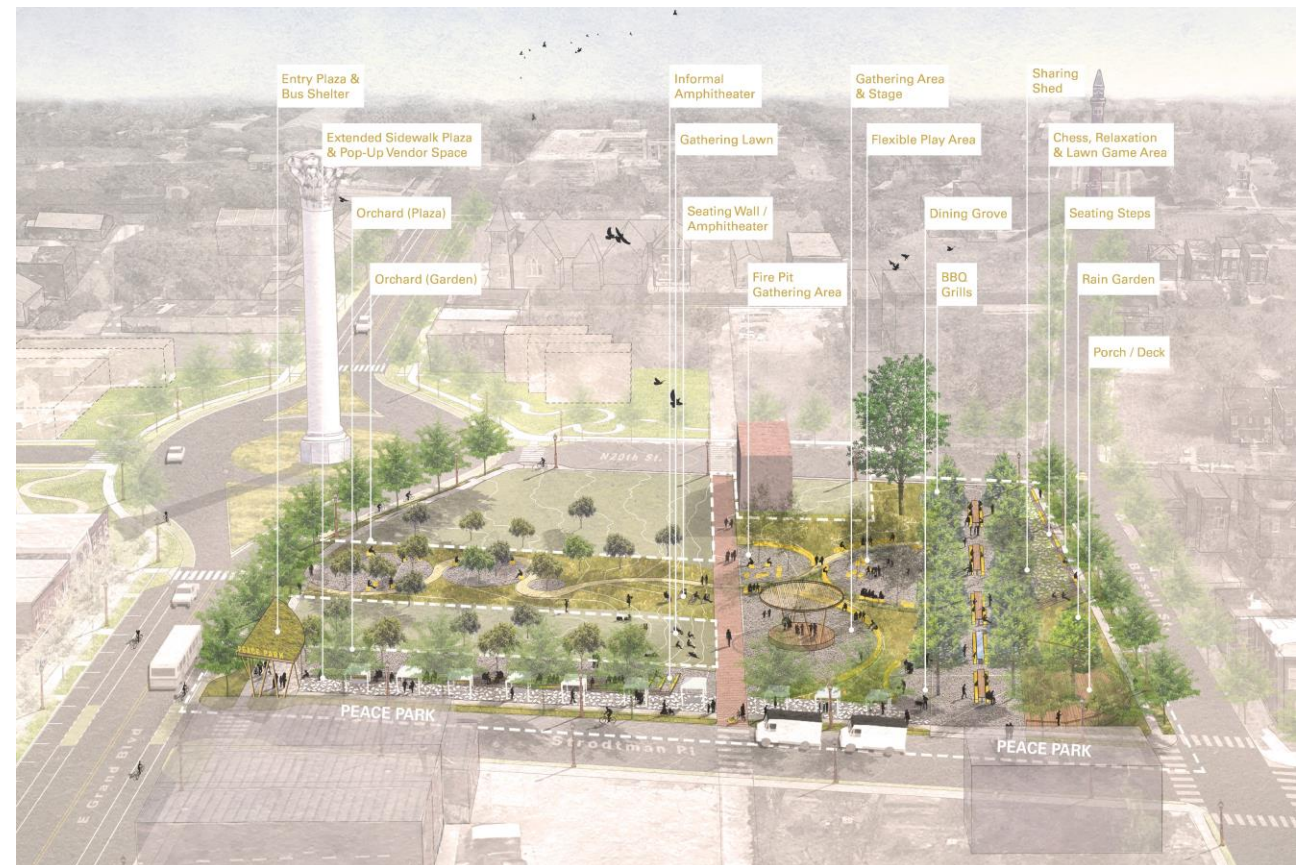 Entry Plaza &
Bus Shelter
Informal
Amphitheater
Gathering Area
& Stage
Sharing
Shed
Extended Sidewalk Plaza
& Pop-Up Vendor Space
Gathering Lawn
Flexible Play Area
Chess, Relaxation
& Lawn Game Area
Orchard (Plaza)
Seating Wall /
Amphitheater
Dining Grove
Seating Steps
Orchard (Garden)
Fire Pit
Gathering Area
BBQ
Grills
Rain Garden
Porch / Deck
N20th St.
PEACE PARK
PEACE PARK
Strodtman Pl
PEACE PARK
E Grand Blvd